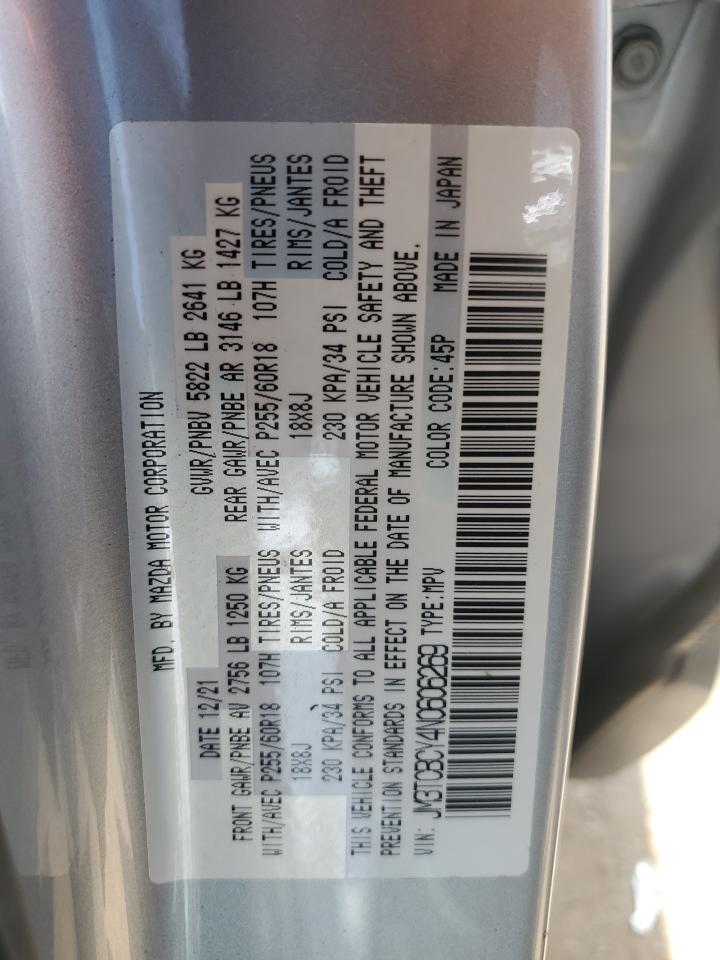 MFD. BY MAZDA MOTOR CORPORATION
DATE 12/21 GVWR/PNBV 5822 LB 2641 KG
FRONT GAWR/PNBE AV 2756 LB 1250 KG REAR GAWR/PNBE AR 3146 LB 1427 KG
WITH/AVEC P255/60R18 107H TIRES/PNEUS WITH/AVEC P255/60R18 107H TIRES/PNEUS
18X8J RIMS/JANTES 18X8J RIMS/JANTES
230 KPA/34 PSI COLD/A FROID 230 KPA/34 PSI COLD/A FROID
THIS VEHICLE CONFORMS TO ALL APPLICABLE FEDERAL MOTOR VEHICLE SAFETY AND THEFT
PREVENTION STANDARDS IN EFFECT ON THE DATE OF MANUFACTURE SHOWN ABOVE.
VIN: JM3TCBCY4N0606269 TYPE:MPV COLOR CODE:45P MADE IN JAPAN